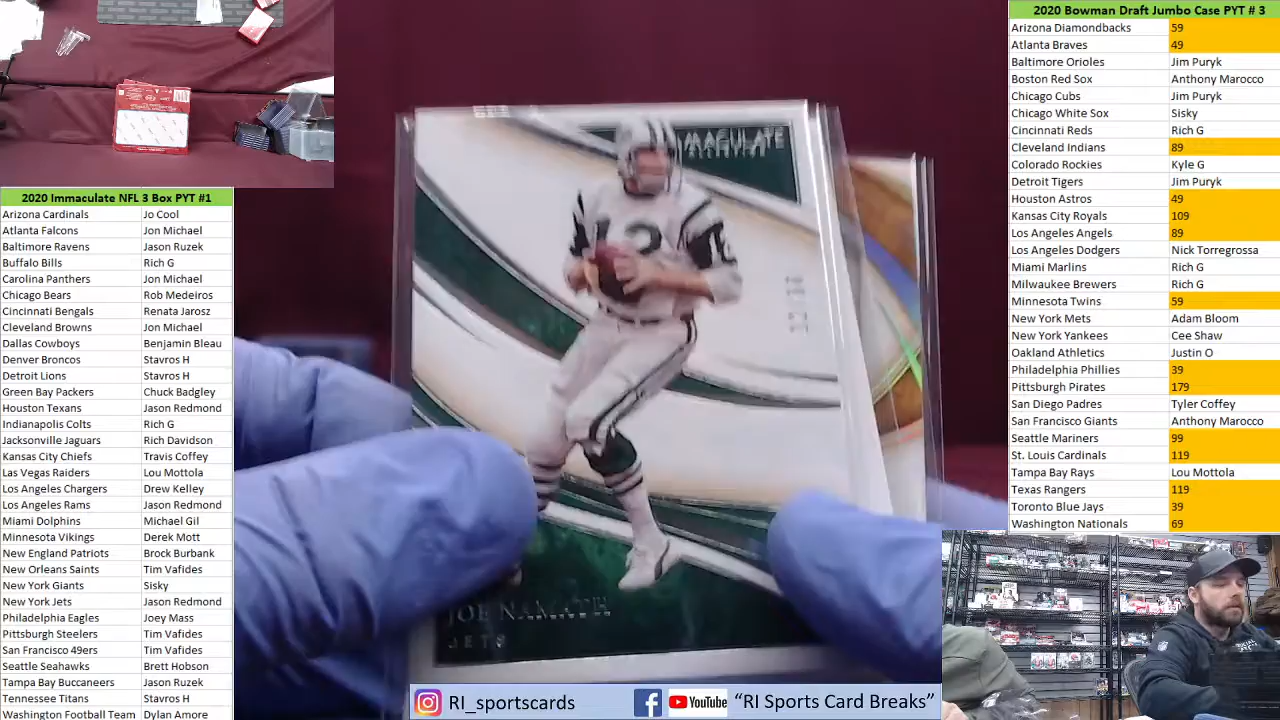 2020 Immaculate NFL 3 Box PYT #1
Arizona Cardinals Jo Cool
Atlanta Falcons Jon Michael
Baltimore Ravens Jason Ruzek
Buffalo Bills Rich G
Carolina Panthers Jon Michael
Chicago Bears Rob Medeiros
Cincinnati Bengals Renata Jarosz
Cleveland Browns Jon Michael
Dallas Cowboys Benjamin Bleau
Denver Broncos Stavros H
Detroit Lions Stavros H
Green Bay Packers Chuck Badgley
Houston Texans Jason Redmond
Indianapolis Colts Rich G
Jacksonville Jaguars Rich Davidson
Kansas City Chiefs Travis Coffey
Las Vegas Raiders Lou Mottola
Los Angeles Chargers Drew Kelley
Los Angeles Rams Jason Redmond
Miami Dolphins Michael Gil
Minnesota Vikings Derek Mott
New England Patriots Brock Burbank
New Orleans Saints Tim Vafides
New York Giants Sisky
New York Jets Jason Redmond
Philadelphia Eagles Joey Mass
Pittsburgh Steelers Tim Vafides
San Francisco 49ers Tim Vafides
Seattle Seahawks Brett Hobson
Tampa Bay Buccaneers Jason Ruzek
Tennessee Titans Stavros H
Washington Football Team Dylan Amore
IMMACULATE
12
JOE NAMATH
JETS
RI_sportscards YouTube "RI Sports Card Breaks"
2020 Bowman Draft Jumbo Case PYT # 3
Arizona Diamondbacks 59
Atlanta Braves 49
Baltimore Orioles Jim Puryk
Boston Red Sox Anthony Marocco
Chicago Cubs Jim Puryk
Chicago White Sox Sisky
Cincinnati Reds Rich G
Cleveland Indians 89
Colorado Rockies Kyle G
Detroit Tigers Jim Puryk
Houston Astros 49
Kansas City Royals 109
Los Angeles Angels 89
Los Angeles Dodgers Nick Torregrossa
Miami Marlins Rich G
Milwaukee Brewers Rich G
Minnesota Twins 59
New York Mets Adam Bloom
New York Yankees Cee Shaw
Oakland Athletics Justin O
Philadelphia Phillies 39
Pittsburgh Pirates 179
San Diego Padres Tyler Coffey
San Francisco Giants Anthony Marocco
Seattle Mariners 99
St. Louis Cardinals 119
Tampa Bay Rays Lou Mottola
Texas Rangers 119
Toronto Blue Jays 39
Washington Nationals 69